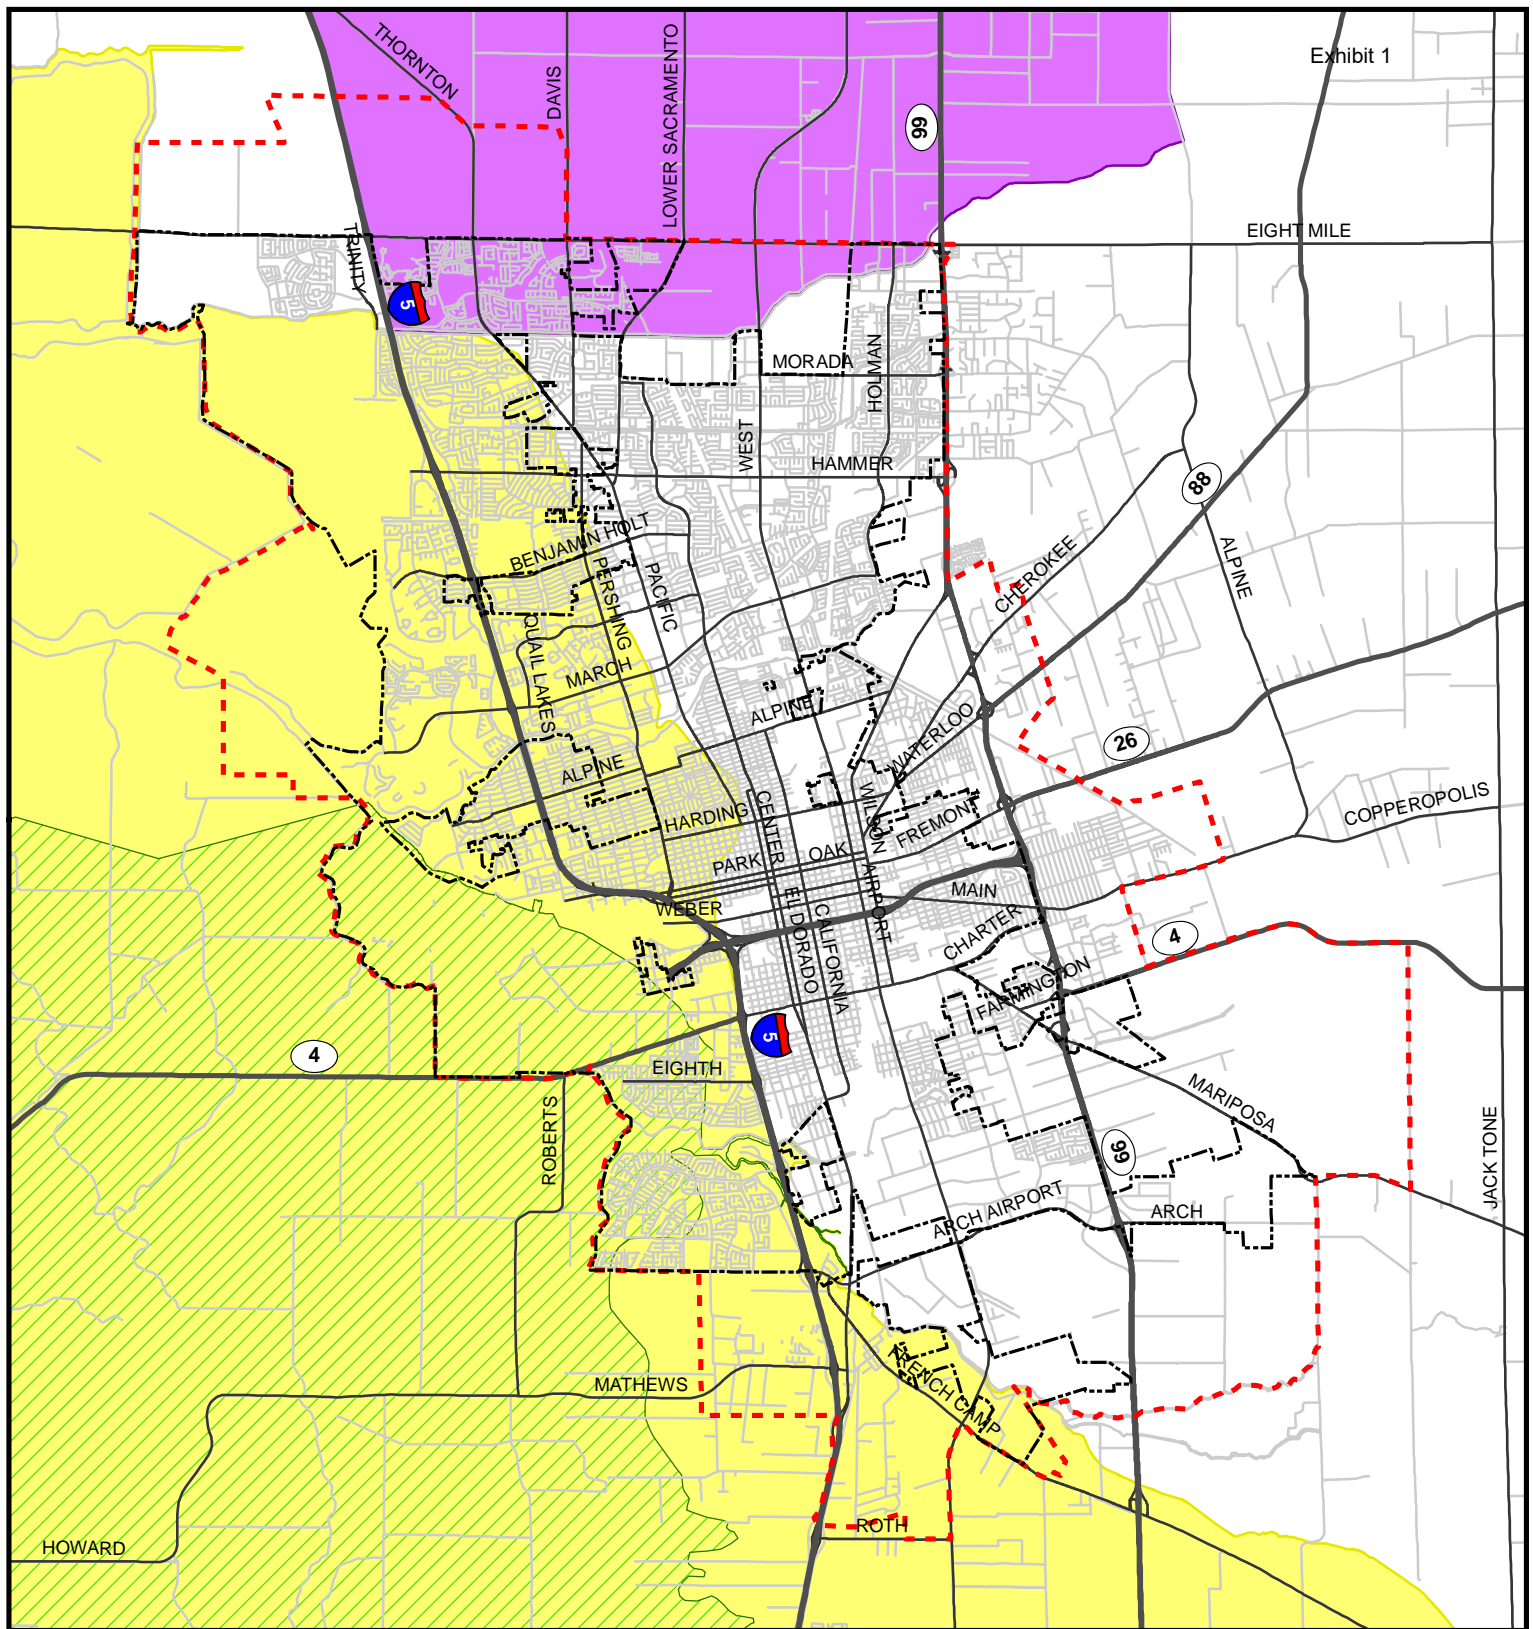 Exhibit 1
THORNTON
DAVIS
LOWER SACRAMENTO
99
EIGHT MILE
TRINITY
5
MORADA
HOLMAN
WEST
HAMMER
88
BENJAMIN HOLT
PERSHING
PACIFIC
CHEROKEE
ALPINE
QUAIL LAKES
MARCH
ALPINE
WATERLOO
26
ALPINE
COPPEROPOLIS
HARDING
CENTER
WILSON
FREMONT
PARK
OAK
MAIN
WEBER
EL DORADO
CALIFORNIA
AIRPORT
CHARTER
4
FARMINGTON
5
4
EIGHTH
ROBERTS
MARIPOSA
99
JACK TONE
ARCH AIRPORT
ARCH
MATHEWS
FRENCH CAMP
ROTH
HOWARD